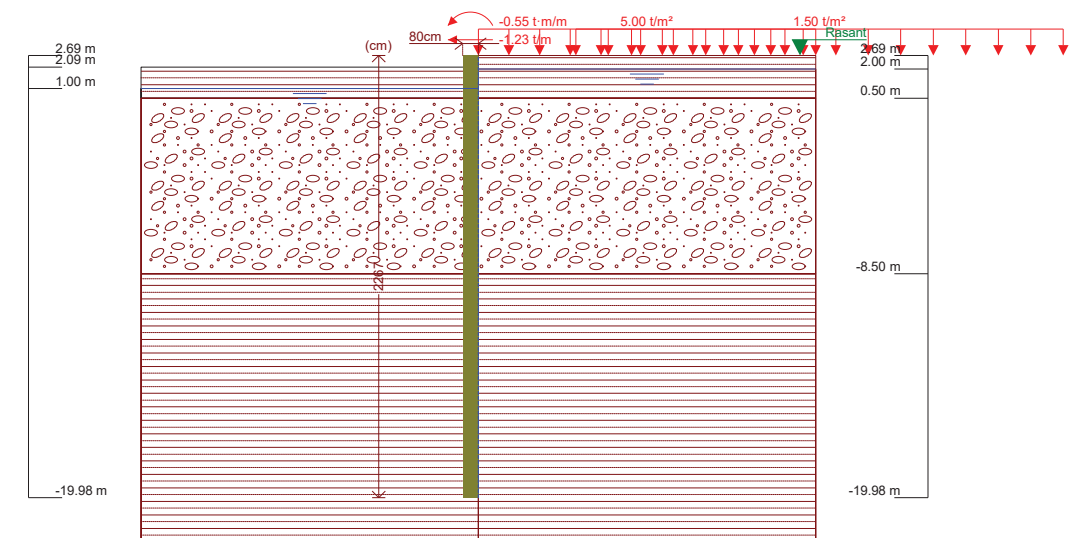 -0.55 t·m/m
5.00 t/m²
1.50 t/m²
80cm
-1.23 t/m
Rasant
(cm)
2.69 m
2.09 m
1.00 m
2.69 m
2.00 m
0.50 m
2267
-8.50 m
-19.98 m
-19.98 m